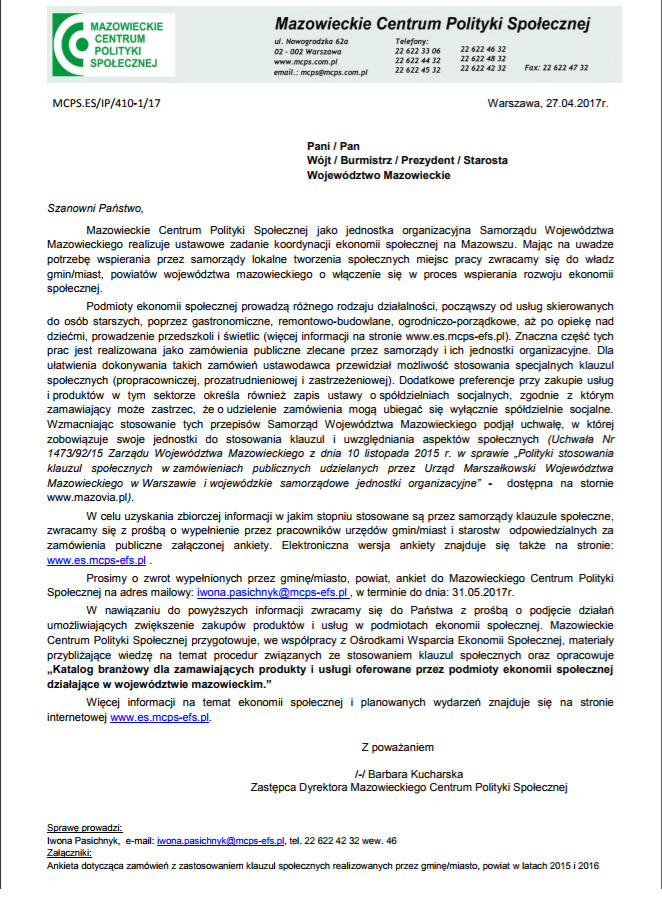 MAZOWIECKIE
CENTRUM
POLITYKI
SPOŁECZNEJ
Mazowieckie Centrum Polityki Społecznej
ul. Nowogrodzka 62a
02 - 002 Warszawa
www.mcps.com.pl
email.: mcps@mcps.com.pl
Telefony:
22 622 33 06
22 622 44 32
22 622 45 32
22 622 46 32
22 622 48 32
22 622 42 32
Fax: 22 622 47 32
MCPS.ES/IP/410-1/17
Warszawa, 27.04.2017r.
Pani / Pan
Wójt / Burmistrz / Prezydent / Starosta
Województwo Mazowieckie
Szanowni Państwo,
Mazowieckie Centrum Polityki Społecznej jako jednostka organizacyjna Samorządu Województwa
Mazowieckiego realizuje ustawowe zadanie koordynacji ekonomii społecznej na Mazowszu. Mając na uwadze
potrzebę wspierania przez samorządy lokalne tworzenia społecznych miejsc pracy zwracamy się do władz
gmin/miast, powiatów województwa mazowieckiego o włączenie się w proces wspierania rozwoju ekonomii
społecznej.
Podmioty ekonomii społecznej prowadzą różnego rodzaju działalności, począwszy od usług skierowanych
do osób starszych, poprzez gastronomiczne, remontowo-budowlane, ogrodniczo-porządkowe, aż po opiekę nad
dziećmi, prowadzenie przedszkoli i świetlic (więcej informacji na stronie www.es.mcps-efs.pl). Znaczna część tych
prac jest realizowana jako zamówienia publiczne zlecane przez samorządy i ich jednostki organizacyjne. Dla
ułatwienia dokonywania takich zamówień ustawodawca przewidział możliwość stosowania specjalnych klauzul
społecznych (propracowniczej, prozatrudnieniowej i zastrzeżeniowej). Dodatkowe preferencje przy zakupie usług
i produktów w tym sektorze określa również zapis ustawy o spółdzielniach socjalnych, zgodnie z którym
zamawiający może zastrzec, że o udzielenie zamówienia mogą ubiegać się wyłącznie spółdzielnie socjalne.
Wzmacniając stosowanie tych przepisów Samorząd Województwa Mazowieckiego podjął uchwałę, w której
zobowiązuje swoje jednostki do stosowania klauzul i uwzględniania aspektów społecznych (Uchwała Nr
1473/92/15 Zarządu Województwa Mazowieckiego z dnia 10 listopada 2015 r. w sprawie „Polityki stosowania
klauzul społecznych w zamówieniach publicznych udzielanych przez Urząd Marszałkowski Województwa
Mazowieckiego w Warszawie i wojewódzkie samorządowe jednostki organizacyjne” - dostępna na stornie
www.mazovia.pl).
W celu uzyskania zbiorczej informacji w jakim stopniu stosowane są przez samorządy klauzule społeczne,
zwracamy się z prośbą o wypełnienie przez pracowników urzędów gmin/miast i starostw odpowiedzialnych za
zamówienia publiczne załączonej ankiety. Elektroniczna wersja ankiety znajduje się także na stronie:
www.es.mcps-efs.pl .
Prosimy o zwrot wypełnionych przez gminę/miasto, powiat, ankiet do Mazowieckiego Centrum Polityki
Społecznej na adres mailowy: iwona.pasichnyk@mcps-efs.pl , w terminie do dnia: 31.05.2017r.
W nawiązaniu do powyższych informacji zwracamy się do Państwa z prośbą o podjęcie działań
umożliwiających zwiększenie zakupów produktów i usług w podmiotach ekonomii społecznej. Mazowieckie
Centrum Polityki Społecznej przygotowuje, we współpracy z Ośrodkami Wsparcia Ekonomii Społecznej, materiały
przybliżające wiedzę na temat procedur związanych ze stosowaniem klauzul społecznych oraz opracowuje
„Katalog branżowy dla zamawiających produkty i usługi oferowane przez podmioty ekonomii społecznej
działające w województwie mazowieckim.”
Więcej informacji na temat ekonomii społecznej i planowanych wydarzeń znajduje się na stronie
internetowej www.es.mcps-efs.pl.
Z poważaniem
/-/ Barbara Kucharska
Zastępca Dyrektora Mazowieckiego Centrum Polityki Społecznej
Sprawę prowadzi:
Iwona Pasichnyk, e-mail: iwona.pasichnyk@mcps-efs.pl, tel. 22 622 42 32 wew. 46
Załączniki:
Ankieta dotycząca zamówień z zastosowaniem klauzul społecznych realizowanych przez gminę/miasto, powiat w latach 2015 i 2016